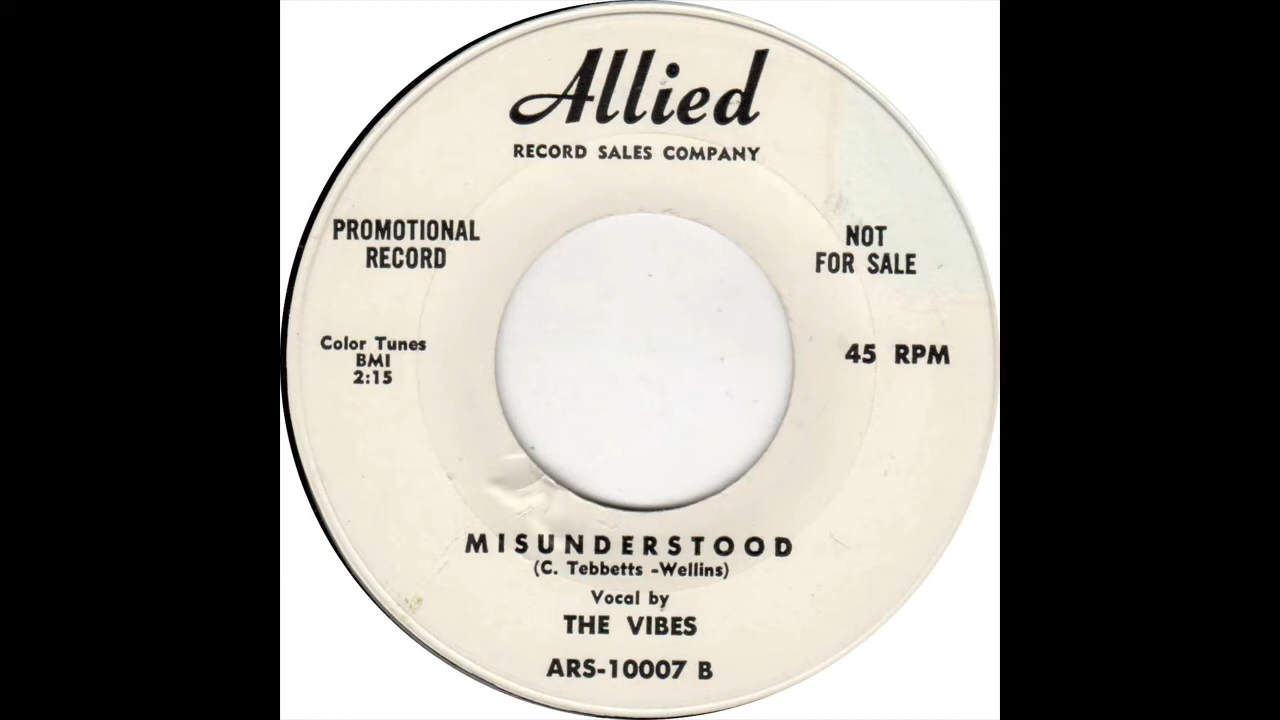 Allied
RECORD SALES COMPANY
PROMOTIONAL
RECORD
NOT
FOR SALE
Color Tunes
BMI
2:15
45 RPM
MISUNDERSTOOD
(C. Tebbetts -Wellins)
Vocal by
THE VIBES
ARS-10007 B